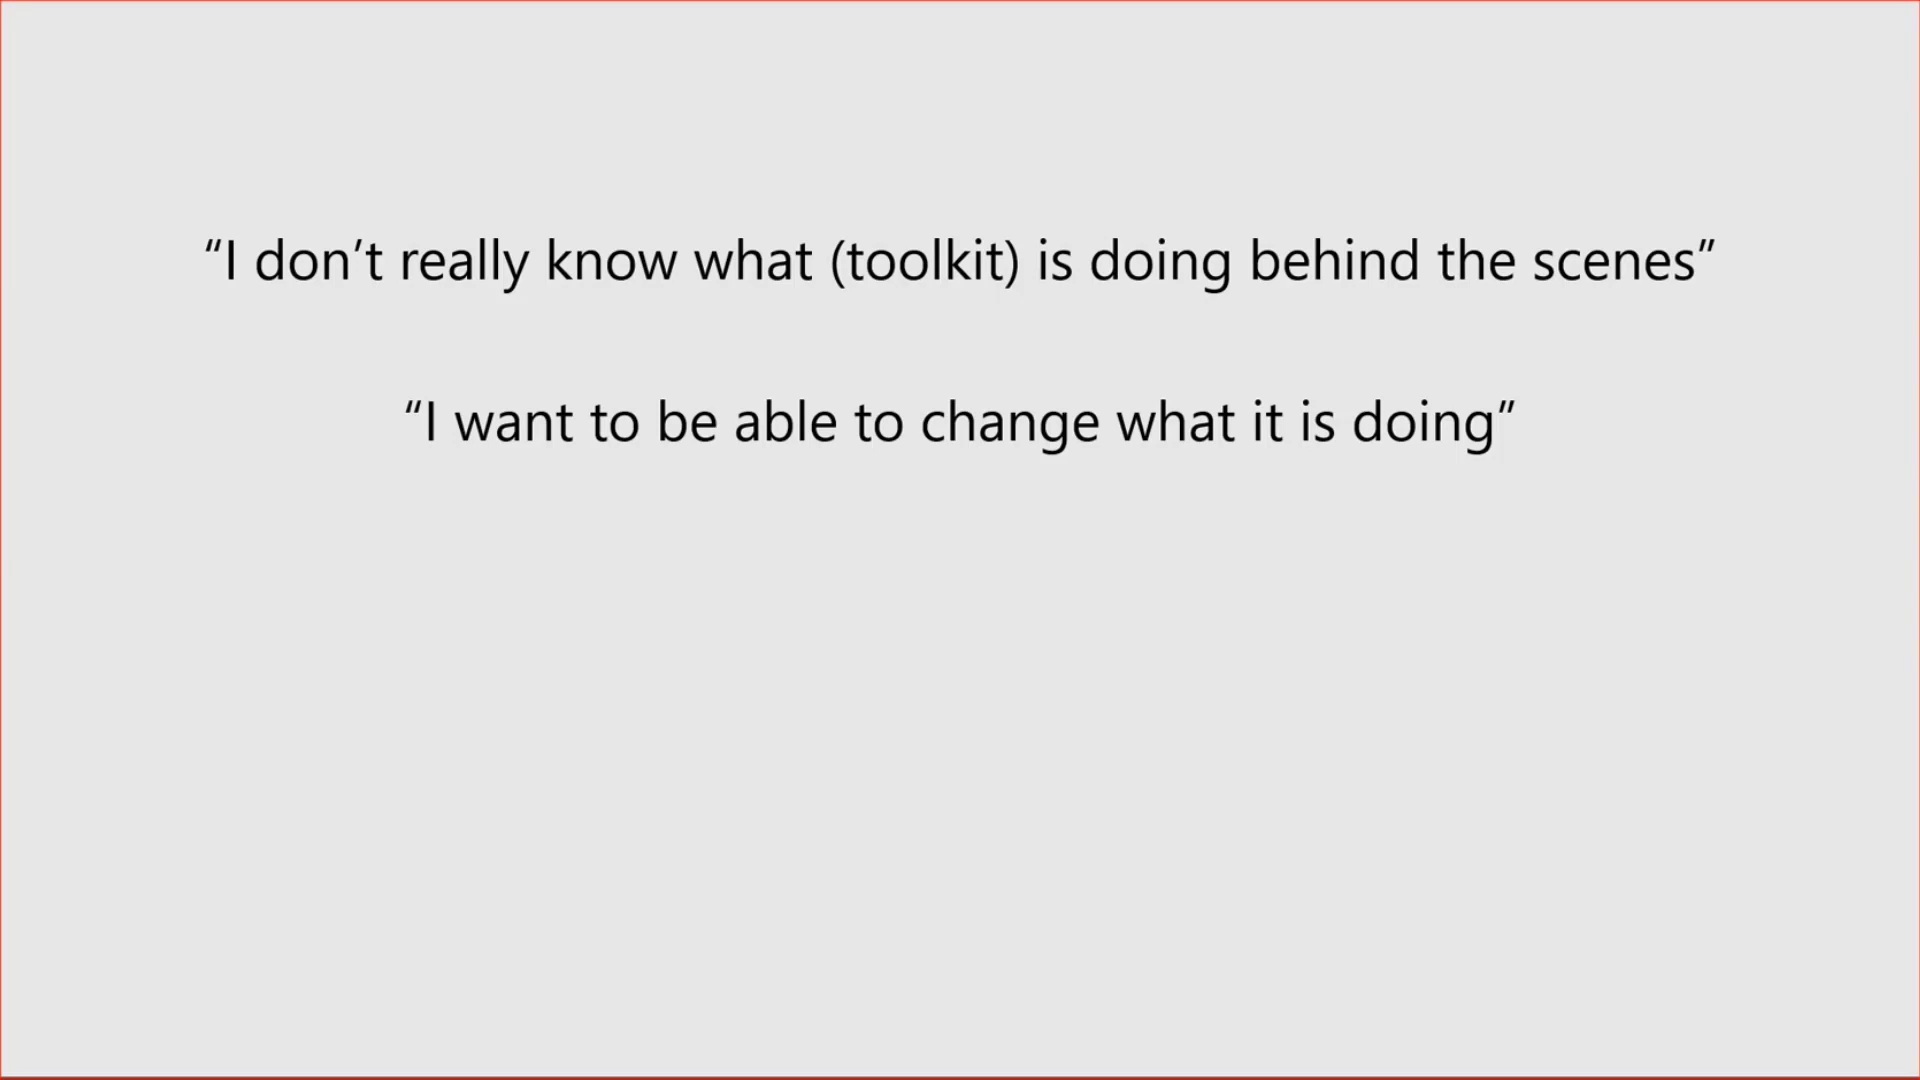 “I don’t really know what (toolkit) is doing behind the scenes”
“I want to be able to change what it is doing”